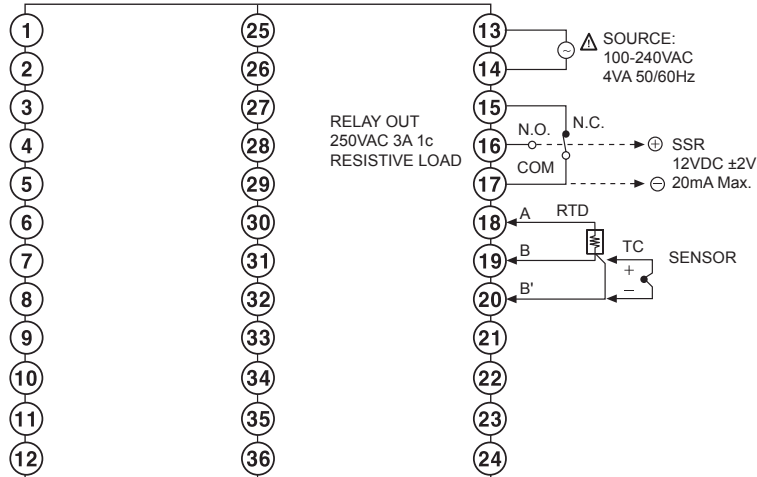 1
2
3
4
5
6
7
8
9
10
11
12
25
26
27
28
29
30
31
32
33
34
35
36
13
14
15
16
17
18
19
20
21
22
23
24
SOURCE:
100-240VAC
4VA 50/60Hz
RELAY OUT
250VAC 3A 1c
RESISTIVE LOAD
N.O.
N.C.
COM
+ SSR
12VDC ±2V
− 20mA Max.
A
RTD
B
B'
TC
+
−
SENSOR